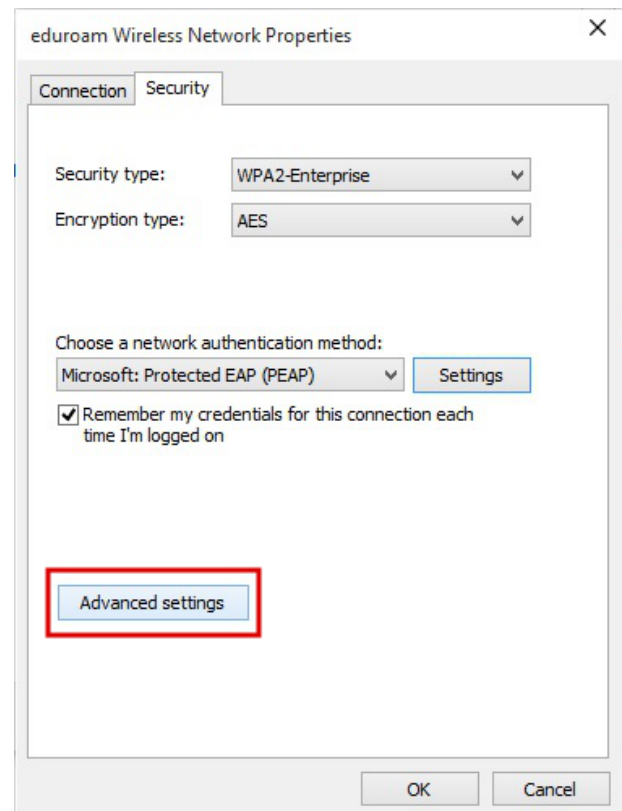 eduroam Wireless Network Properties
Connection Security
Security type: WPA2-Enterprise
Encryption type: AES
Choose a network authentication method:
Microsoft: Protected EAP (PEAP) Settings
Remember my credentials for this connection each
time I'm logged on
Advanced settings
OK Cancel